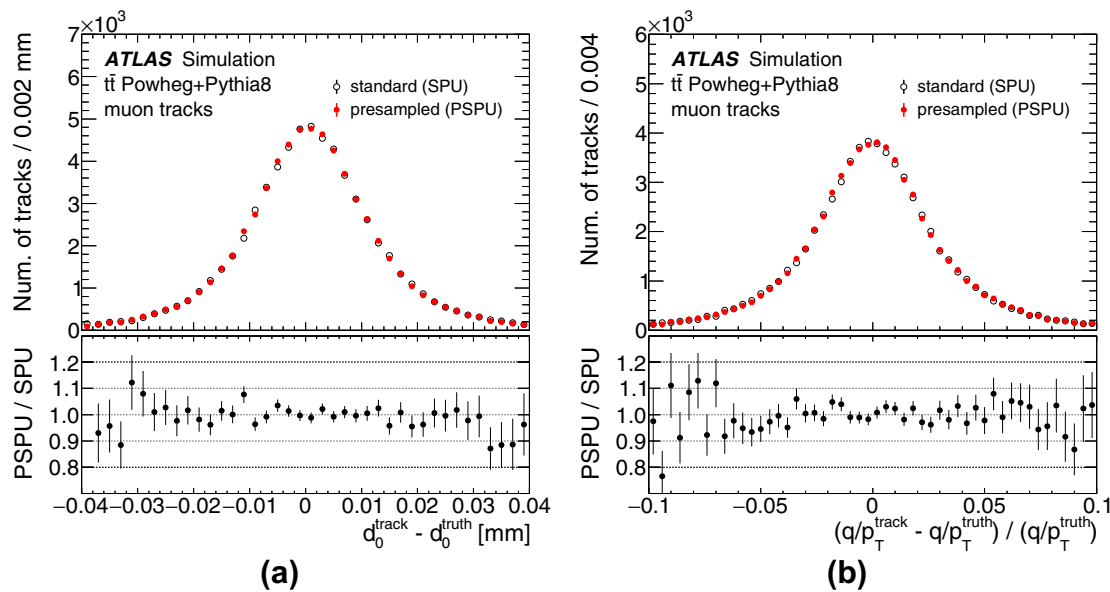 7×10³
ATLAS Simulation
tt̄ Powheg+Pythia8
muon tracks
standard (SPU)
presampled (PSPU)
Num. of tracks / 0.002 mm
6
5
4
3
2
1
0
PSPU / SPU
1.2
1.1
1.0
0.9
0.8
−0.04 −0.03 −0.02 −0.01 0 0.01 0.02 0.03 0.04
d₀^track - d₀^truth [mm]
(a)
6×10³
ATLAS Simulation
tt̄ Powheg+Pythia8
muon tracks
standard (SPU)
presampled (PSPU)
Num. of tracks / 0.004
5
4
3
2
1
0
PSPU / SPU
1.2
1.1
1.0
0.9
0.8
−0.1 −0.05 0 0.05 0.1
(q/p_T^track - q/p_T^truth) / (q/p_T^truth)
(b)